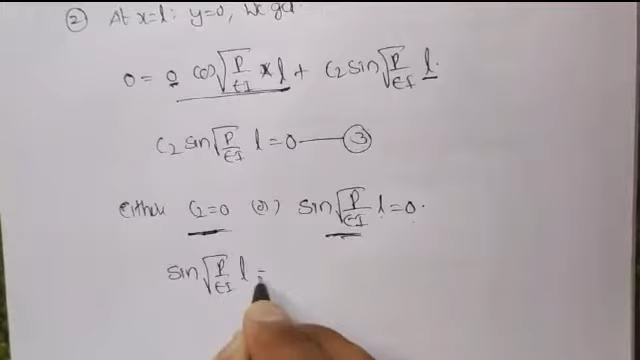 ② At x=l: y=0, we get
0 = 0 cos√(P/EI) × l + C₂ sin√(P/EI) l.
C₂ sin√(P/EI) l = 0 — ③
Either C₂=0 (or) sin√(P/EI) l = 0.
sin√(P/EI) l =